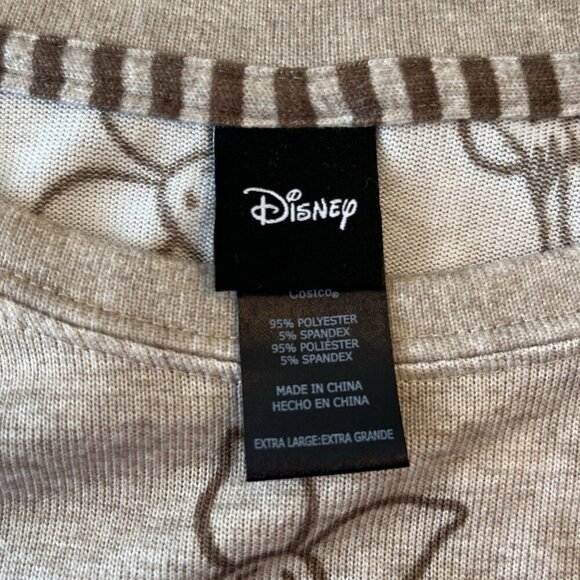 Disney
Costco®
95% POLYESTER
5% SPANDEX
95% POLIÉSTER
5% SPANDEX
MADE IN CHINA
HECHO EN CHINA
EXTRA LARGE:EXTRA GRANDE